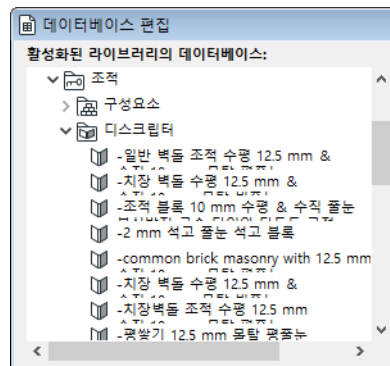 데이터베이스 편집
활성화된 라이브러리의 데이터베이스:
조적
구성요소
디스크립터
-일반 벽돌 조적 수평 12.5 mm &
-치장 벽돌 수평 12.5 mm &
-조적 블록 10 mm 수평 & 수직 풀눈
-2 mm 석고 풀눈 석고 블록
-common brick masonry with 12.5 mm
-치장 벽돌 수평 12.5 mm &
-치장벽돌 조적 수평 12.5 mm
-평쌓기 12.5 mm 몰탈 평풀눈